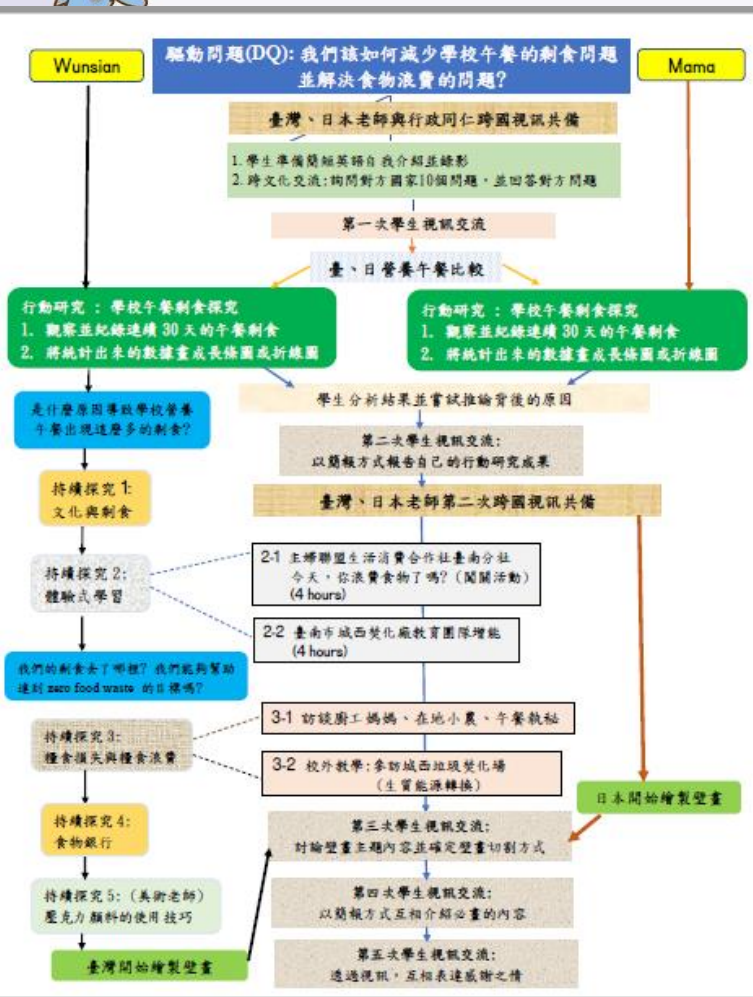 Wunsian
驅動問題(DQ): 我們該如何減少學校午餐的剩食問題
並解決食物浪費的問題?
Mama
臺灣、日本老師與行政同仁跨國視訊共備
1. 學生準備簡短英語自我介紹並錄影
2. 跨文化交流:詢問對方國家10個問題，並回答對方問題
第一次學生視訊交流
臺、日營養午餐比較
行動研究 : 學校午餐剩食探究
1. 觀察並紀錄連續 30 天的午餐剩食
2. 將統計出來的數據畫成長條圖或折線圖
行動研究 : 學校午餐剩食探究
1. 觀察並紀錄連續 30 天的午餐剩食
2. 將統計出來的數據畫成長條圖或折線圖
學生分析結果並嘗試推論背後的原因
是什麼原因導致學校營養
午餐出現這麼多的剩食?
第二次學生視訊交流:
以簡報方式報告自己的行動研究成果
持續探究 1:
文化與剩食
臺灣、日本老師第二次跨國視訊共備
持續探究 2:
體驗式學習
2-1 主婦聯盟生活消費合作社臺南分社
今天，你浪費食物了嗎?（闖關活動）
(4 hours)
2-2 臺南市城西焚化廠教育團隊增能
(4 hours)
我們的剩食去了哪裡? 我們能夠幫助
達到 zero food waste 的目標嗎?
持續探究 3:
糧食損失與糧食浪費
3-1 訪談廚工媽媽、在地小農、午餐執秘
3-2 校外教學:參訪城西垃圾焚化場
（生質能源轉換）
日本開始繪製壁畫
持續探究 4:
食物銀行
第三次學生視訊交流:
討論壁畫主題內容並確定壁畫切割方式
持續探究 5:（美術老師）
壓克力顏料的使用技巧
第四次學生視訊交流:
以簡報方式互相介紹必畫的內容
臺灣開始繪製壁畫
第五次學生視訊交流:
透過視訊，互相表達感謝之情